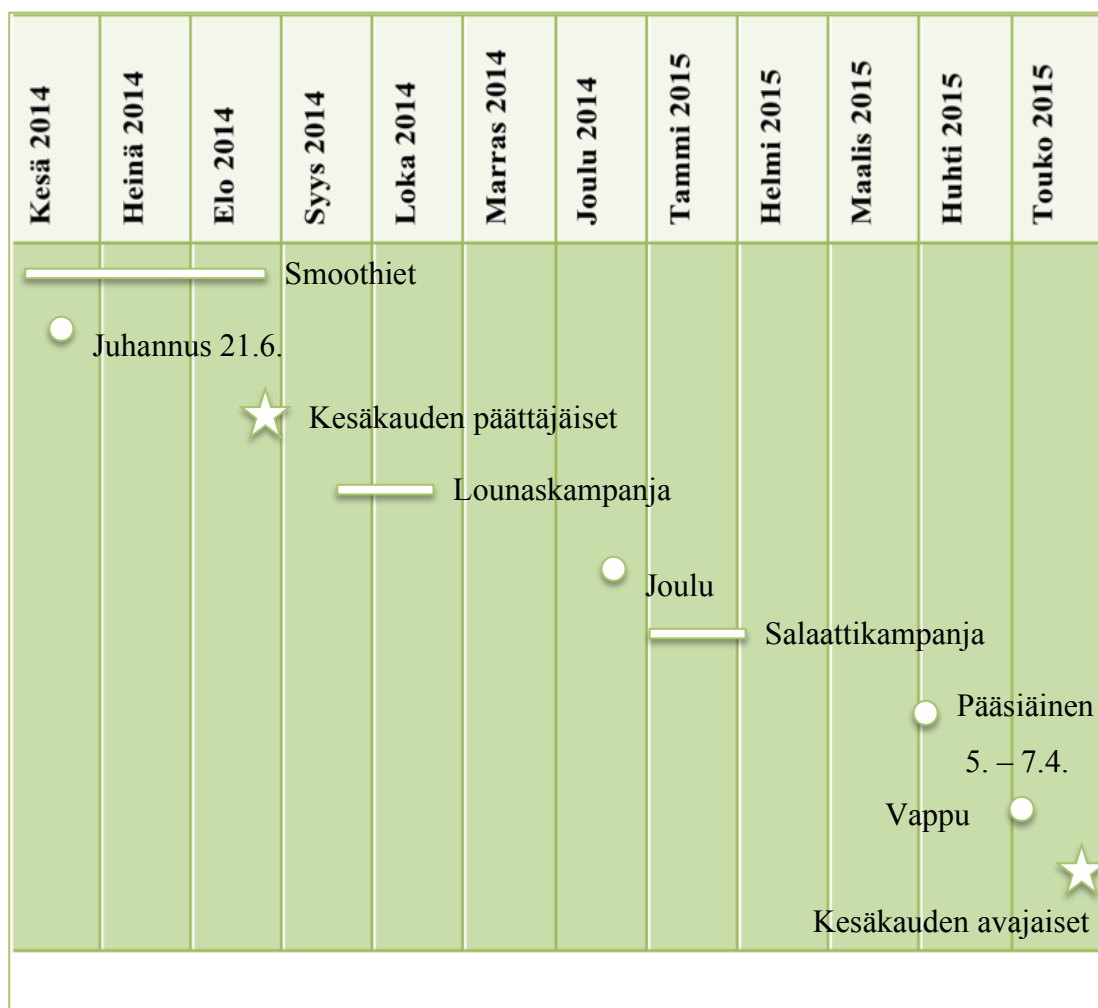 Kesä 2014
Heinä 2014
Elo 2014
Syys 2014
Loka 2014
Marras 2014
Joulu 2014
Tammi 2015
Helmi 2015
Maalis 2015
Huhti 2015
Touko 2015
Smoothiet
Juhannus 21.6.
Kesäkauden päättäjäiset
Lounaskampanja
Joulu
Salaattikampanja
Pääsiäinen
5. – 7.4.
Vappu
Kesäkauden avajaiset